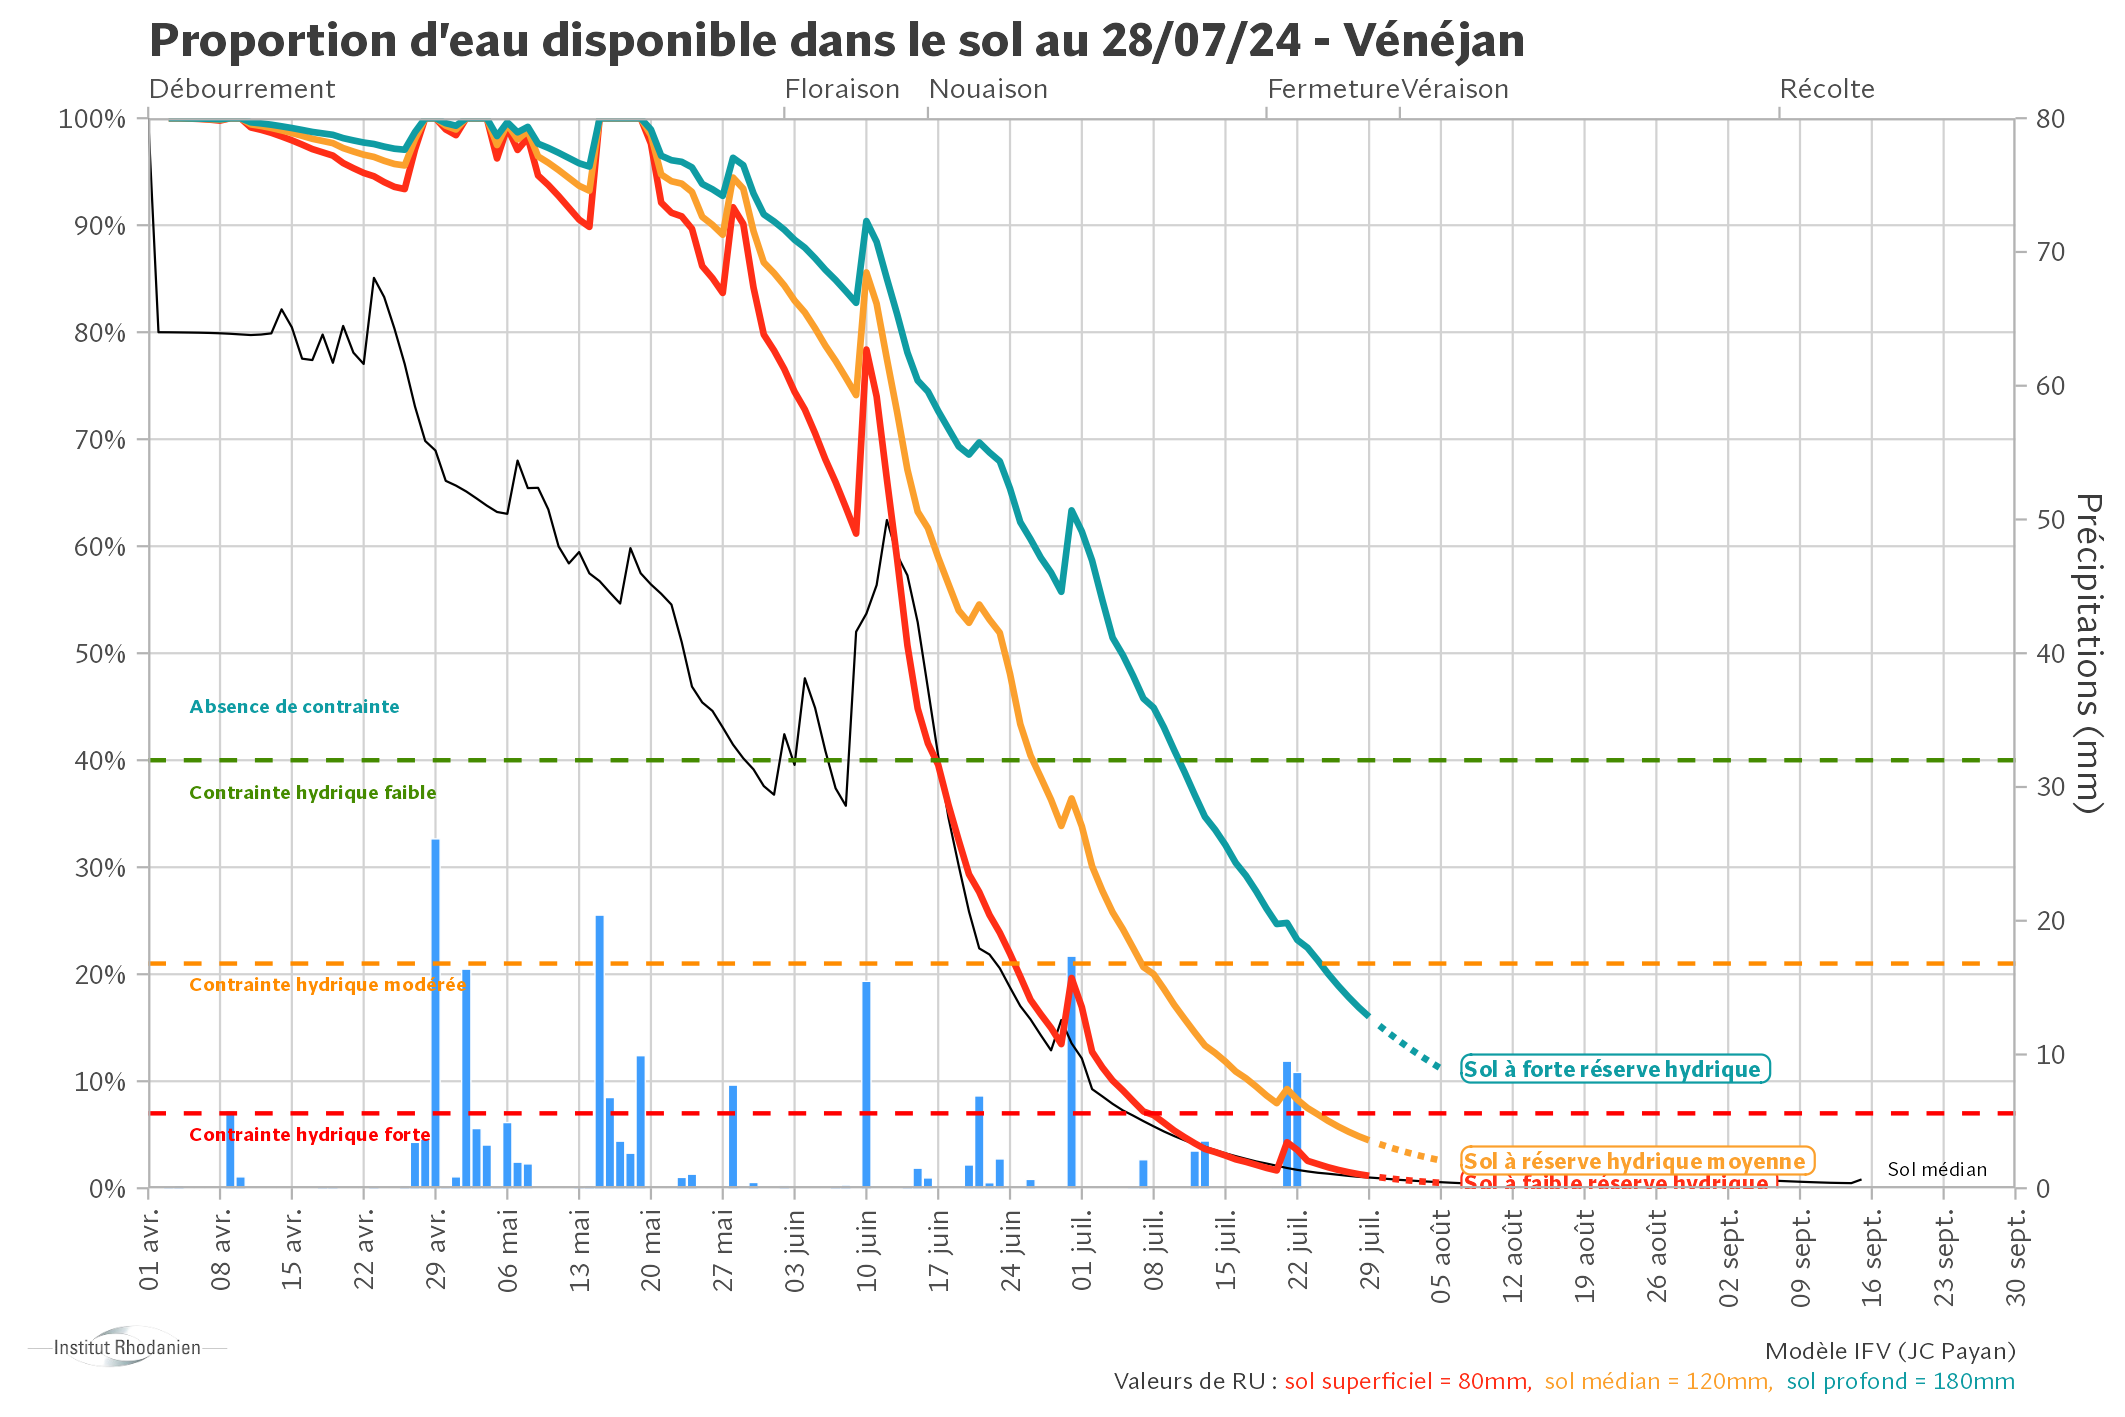 Proportion d'eau disponible dans le sol au 28/07/24 - Vénéjan
Débourrement Floraison Nouaison Fermeture Véraison Récolte
100%
90%
80%
70%
60%
50%
40%
30%
20%
10%
0%
80
70
60
50
40
30
20
10
0
Précipitations (mm)
Absence de contrainte
Contrainte hydrique faible
Contrainte hydrique modérée
Contrainte hydrique forte
Sol à forte réserve hydrique
Sol à réserve hydrique moyenne
Sol à faible réserve hydrique
Sol médian
01 avr.
08 avr.
15 avr.
22 avr.
29 avr.
06 mai
13 mai
20 mai
27 mai
03 juin
10 juin
17 juin
24 juin
01 juil.
08 juil.
15 juil.
22 juil.
29 juil.
05 août
12 août
19 août
26 août
02 sept.
09 sept.
16 sept.
23 sept.
30 sept.
Institut Rhodanien
Modèle IFV (JC Payan)
Valeurs de RU : sol superficiel = 80mm, sol médian = 120mm, sol profond = 180mm